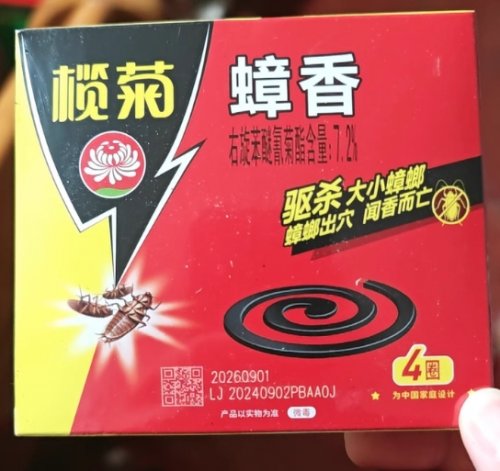 榄菊
蟑香
右旋苯醚氰菊酯含量:7.2%
驱杀 大小蟑螂
蟑螂出穴 闻香而亡
20260901
LJ 20240902PBAA0J
产品以实物为准 微毒
4圈
为中国家庭设计